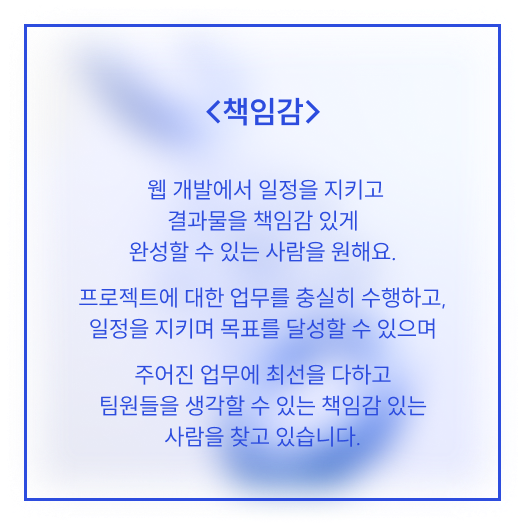 <책임감>
웹 개발에서 일정을 지키고
결과물을 책임감 있게
완성할 수 있는 사람을 원해요.
프로젝트에 대한 업무를 충실히 수행하고,
일정을 지키며 목표를 달성할 수 있으며
주어진 업무에 최선을 다하고
팀원들을 생각할 수 있는 책임감 있는
사람을 찾고 있습니다.